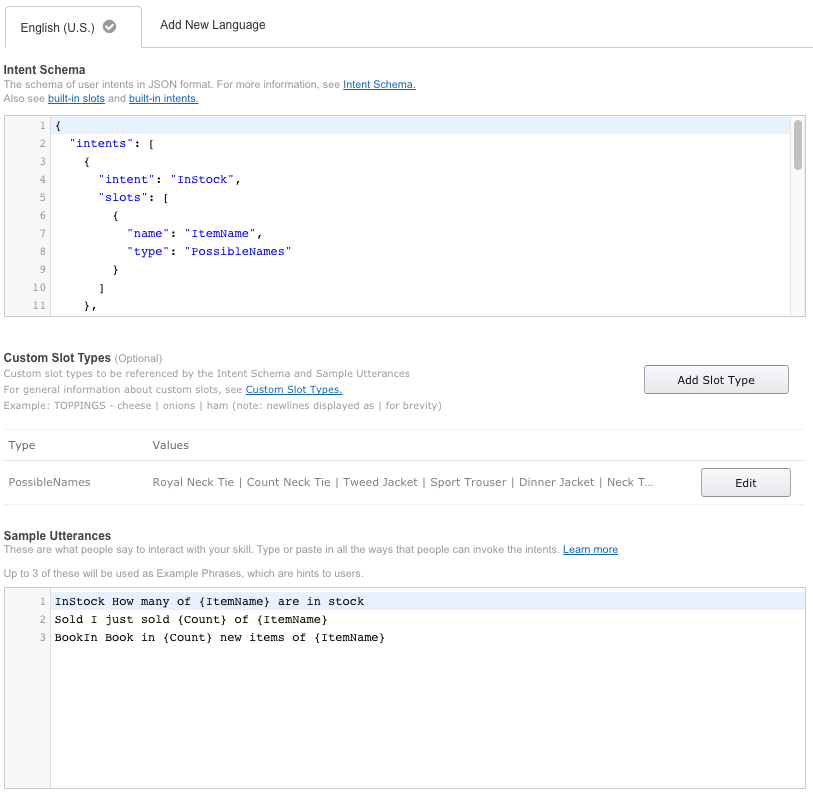 English (U.S.) Add New Language
Intent Schema
The schema of user intents in JSON format. For more information, see Intent Schema.
Also see built-in slots and built-in intents.
1 {
2 "intents": [
3 {
4 "intent": "InStock",
5 "slots": [
6 {
7 "name": "ItemName",
8 "type": "PossibleNames"
9 }
10 ]
11 },
Custom Slot Types (Optional)
Custom slot types to be referenced by the Intent Schema and Sample Utterances
For general information about custom slots, see Custom Slot Types.
Example: TOPPINGS - cheese | onions | ham (note: newlines displayed as | for brevity)
Add Slot Type
Type Values
PossibleNames Royal Neck Tie | Count Neck Tie | Tweed Jacket | Sport Trouser | Dinner Jacket | Neck T... Edit
Sample Utterances
These are what people say to interact with your skill. Type or paste in all the ways that people can invoke the intents. Learn more
Up to 3 of these will be used as Example Phrases, which are hints to users.
1 InStock How many of {ItemName} are in stock
2 Sold I just sold {Count} of {ItemName}
3 BookIn Book in {Count} new items of {ItemName}